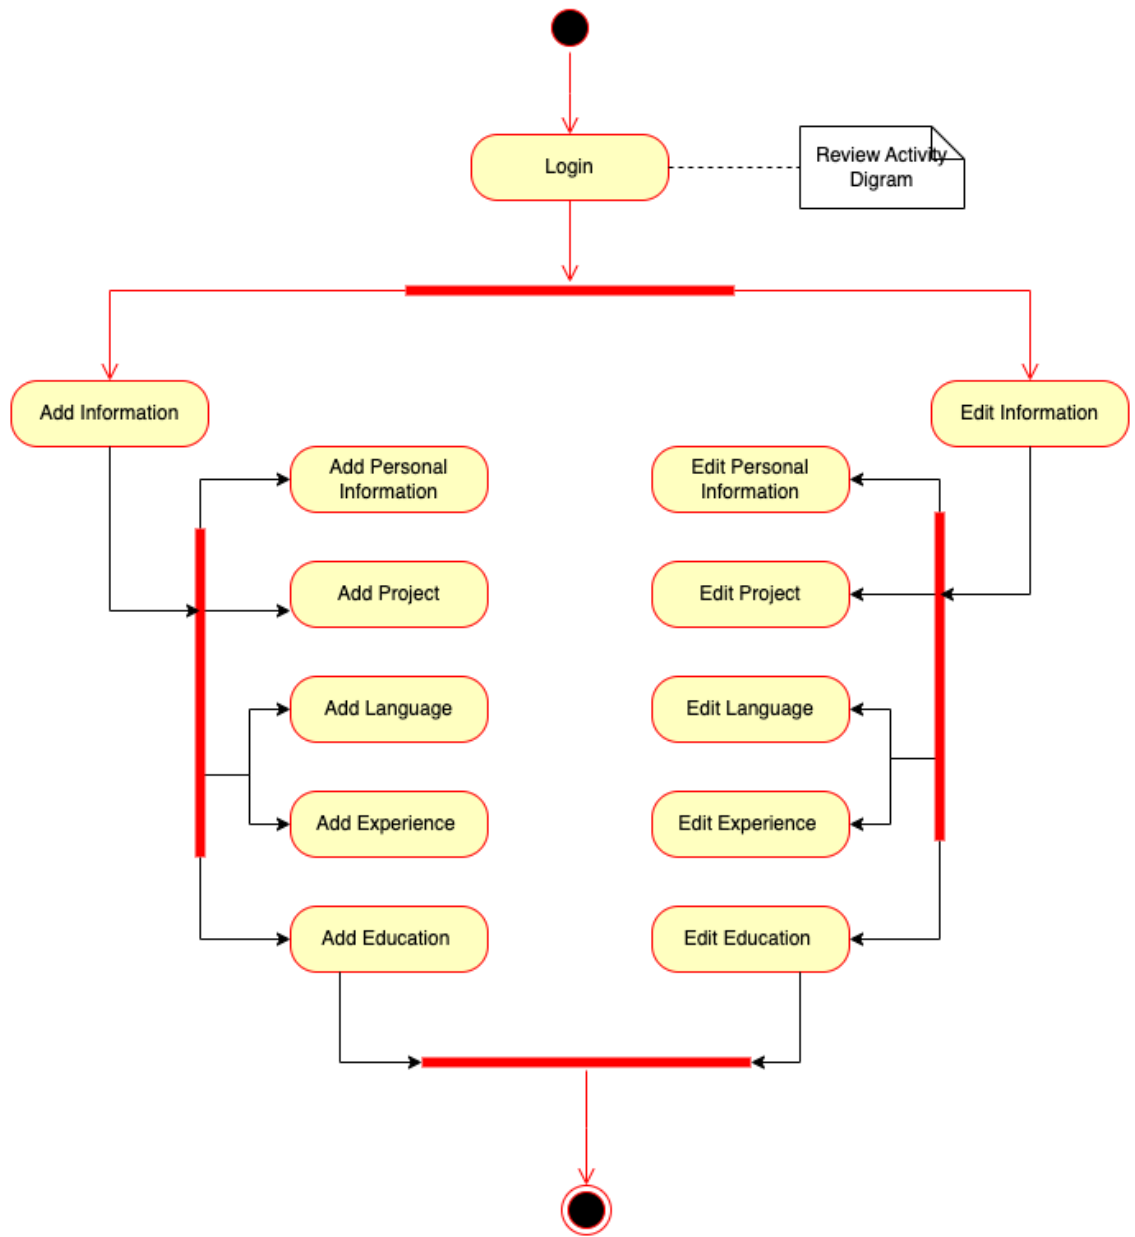 Login
Review Activity
Digram
Add Information
Edit Information
Add Personal
Information
Edit Personal
Information
Add Project
Edit Project
Add Language
Edit Language
Add Experience
Edit Experience
Add Education
Edit Education